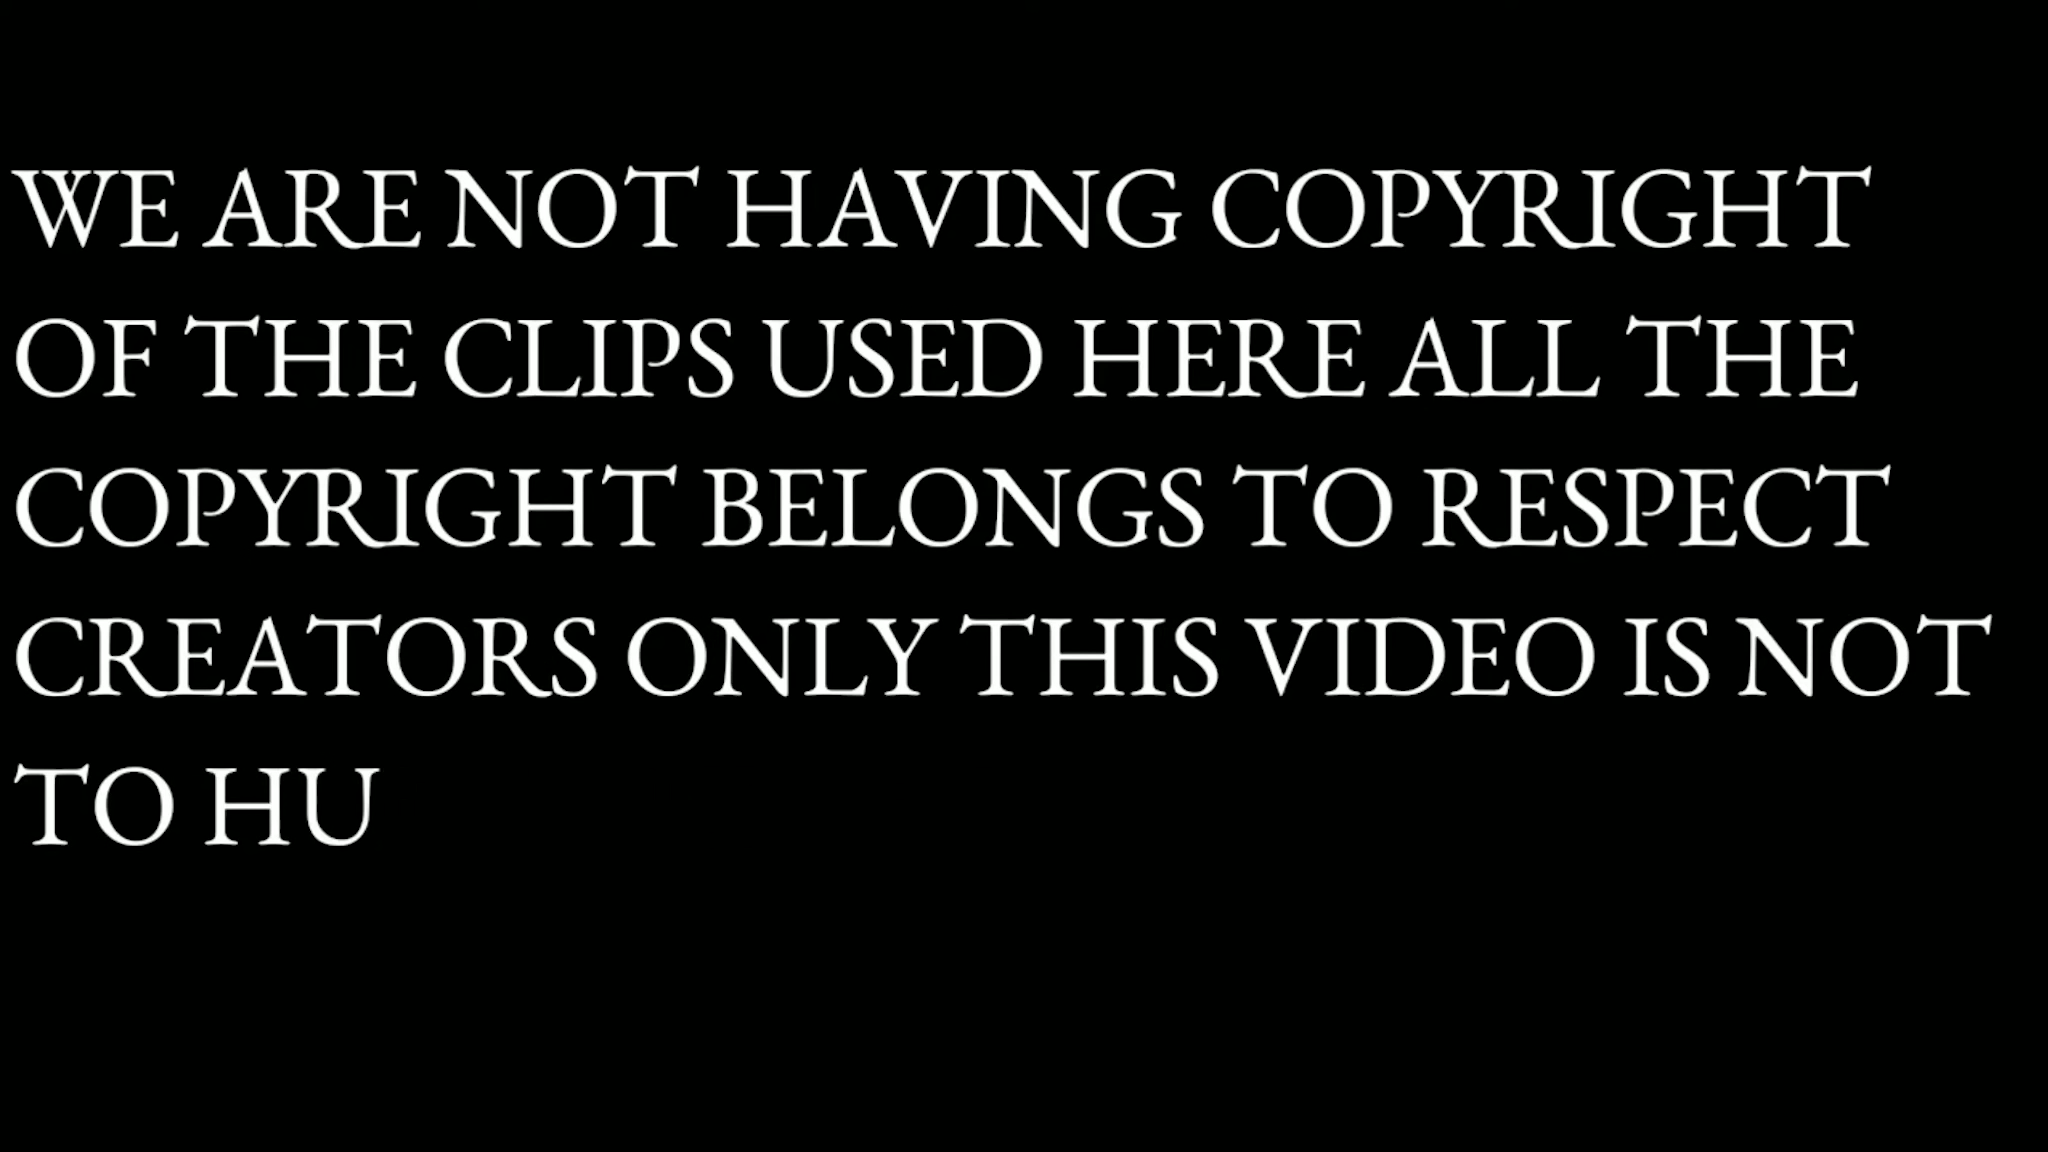 WE ARE NOT HAVING COPYRIGHT
OF THE CLIPS USED HERE ALL THE
COPYRIGHT BELONGS TO RESPECT
CREATORS ONLY THIS VIDEO IS NOT
TO HU